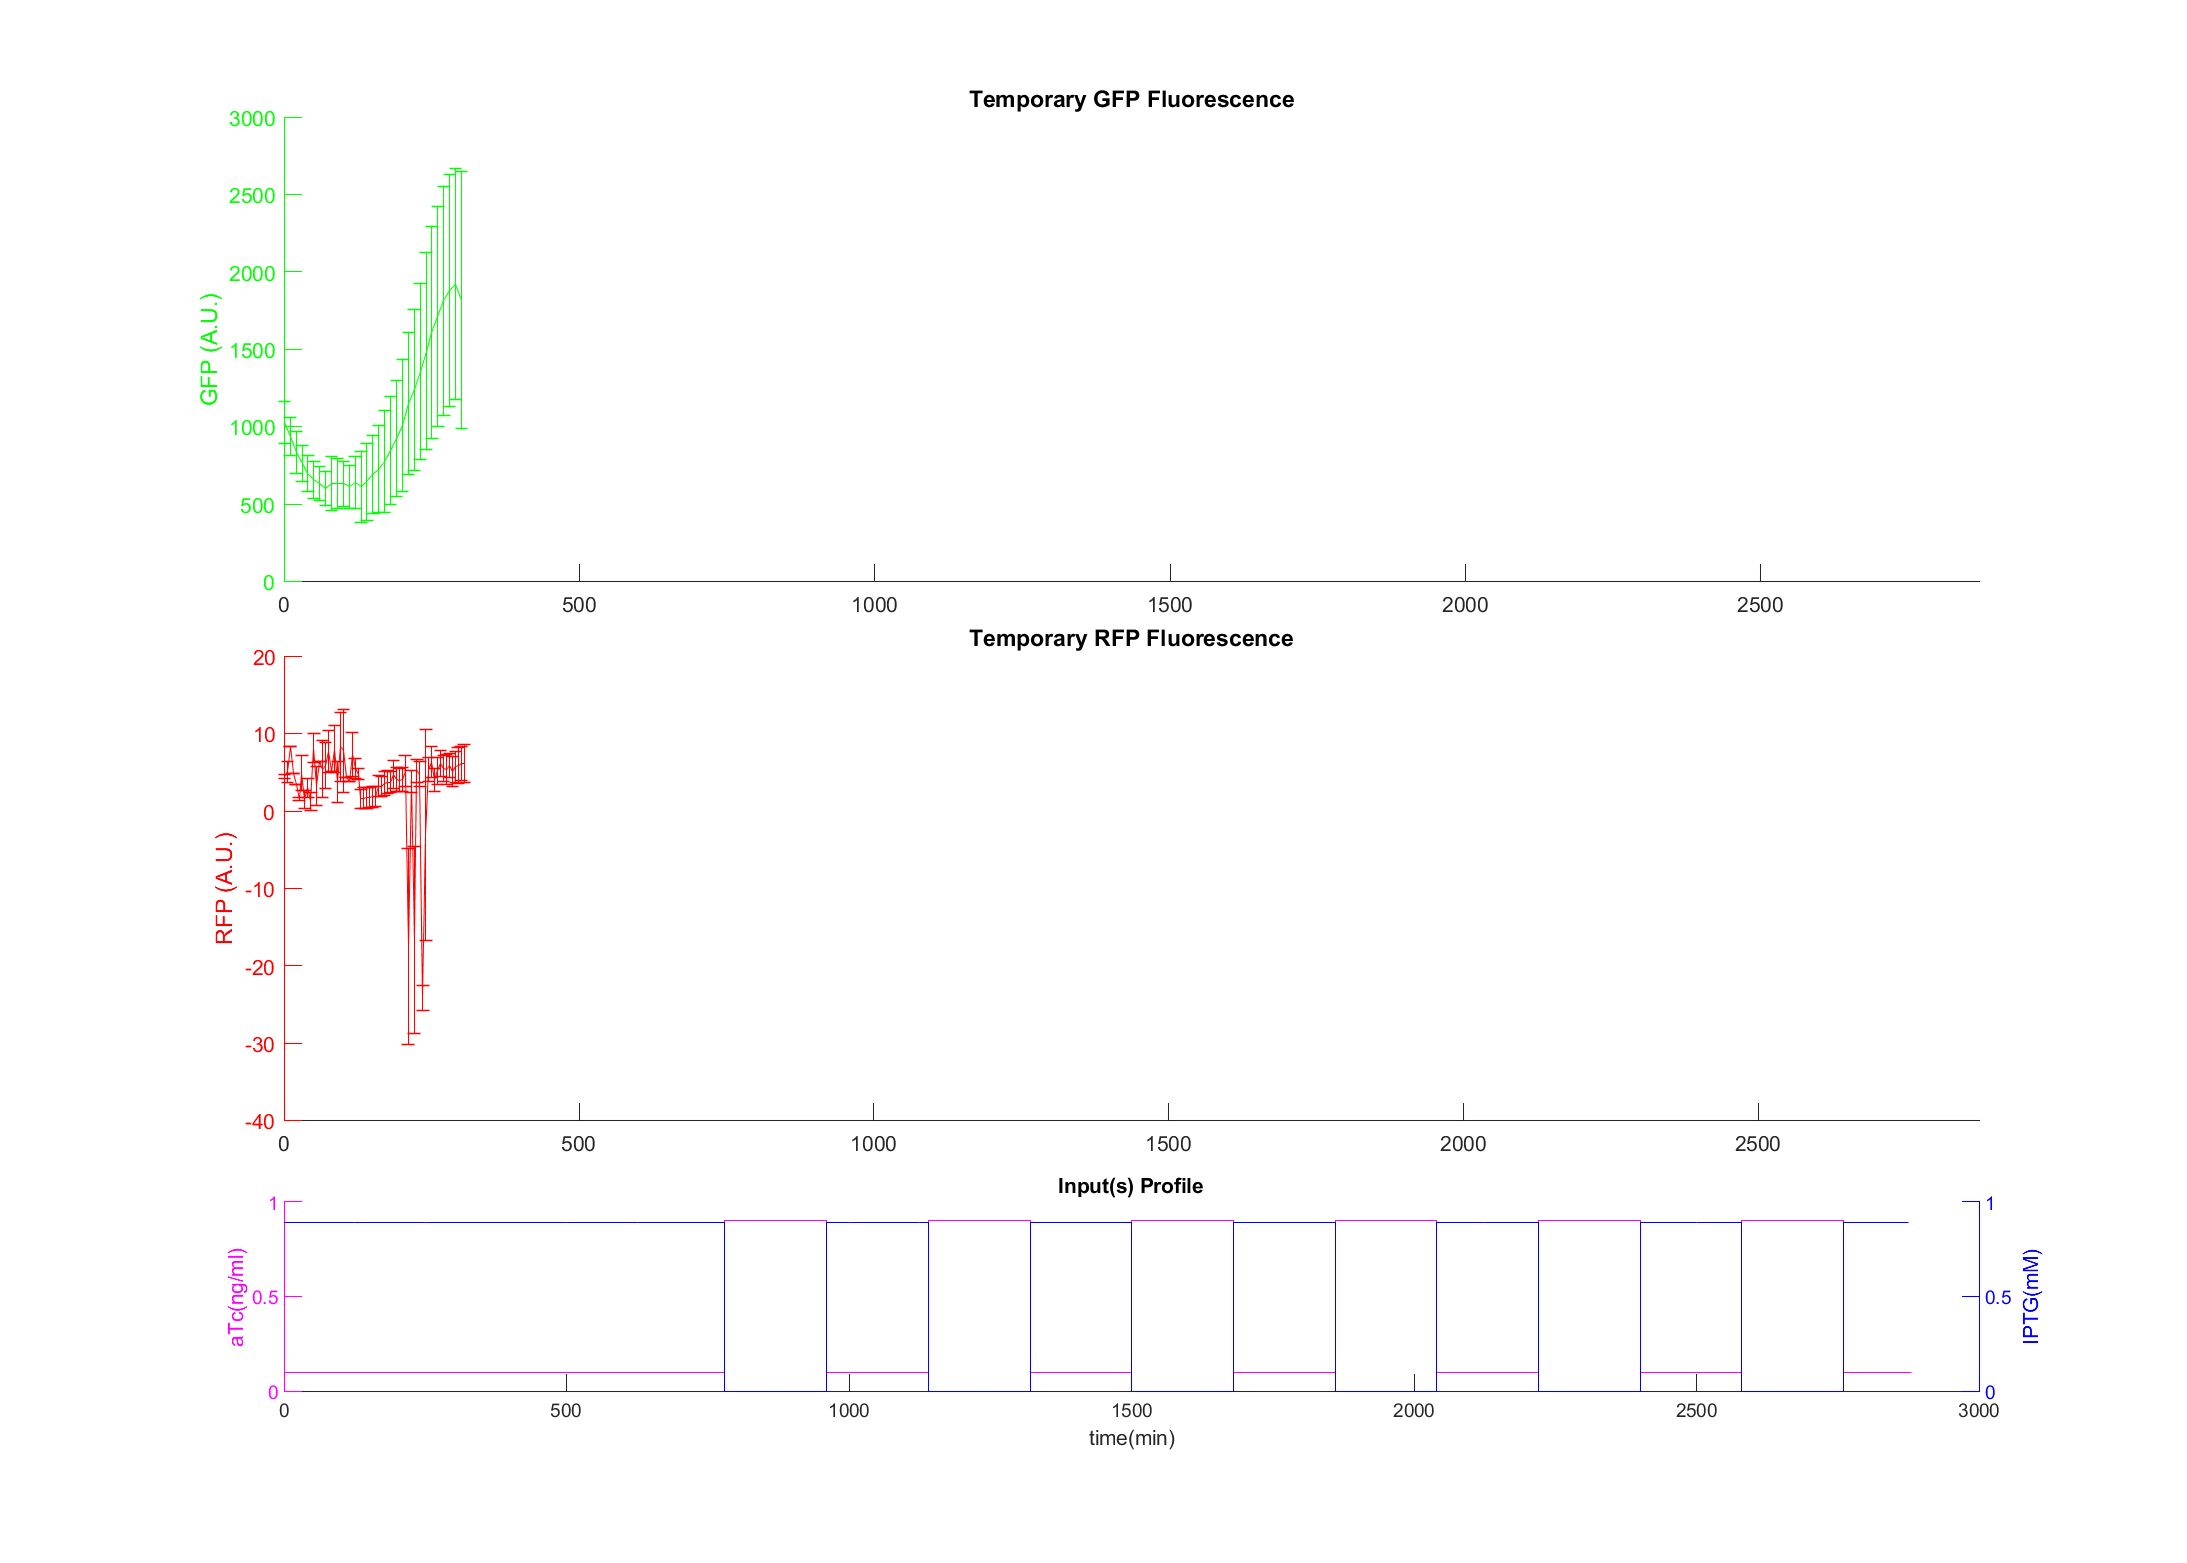 Temporary GFP Fluorescence
3000
2500
2000
1500
1000
500
0
GFP (A.U.)
0 500 1000 1500 2000 2500
Temporary RFP Fluorescence
20
10
0
-10
-20
-30
-40
RFP (A.U.)
0 500 1000 1500 2000 2500
Input(s) Profile
1
0.5
0
aTc(ng/ml)
1
0.5
0
IPTG(mM)
0 500 1000 1500 2000 2500 3000
time(min)